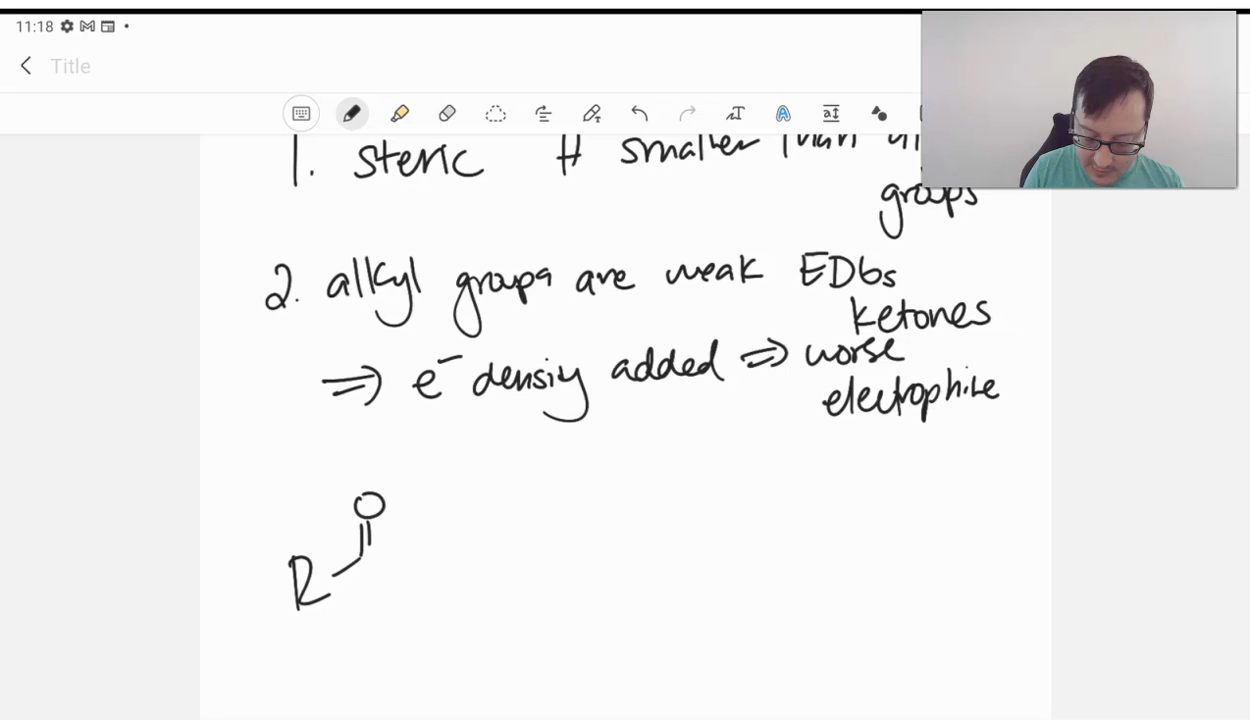 11:18
Title
1. steric H smaller than
groups
2. alkyl groups are weak EDGs
ketones
⇒ e⁻ density added ⇒ worse
electrophile
O
R